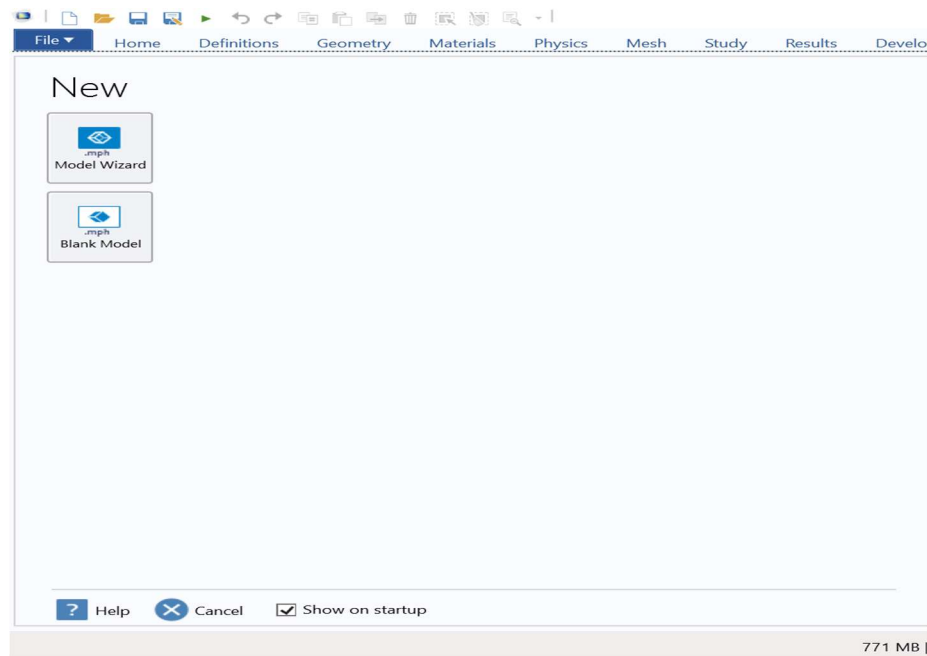 File
Home Definitions Geometry Materials Physics Mesh Study Results Develo
New
.mph
Model Wizard
.mph
Blank Model
? Help Cancel Show on startup
771 MB |